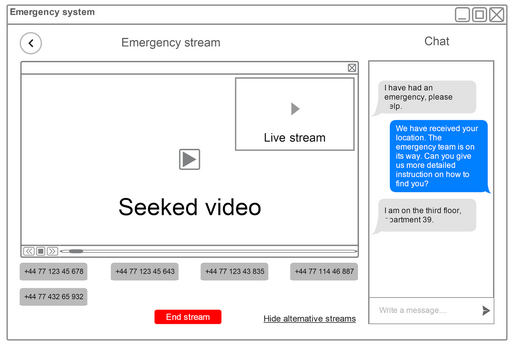 Emergency system
Emergency stream
Chat
Live stream
Seeked video
+44 77 123 45 678
+44 77 123 45 643
+44 77 123 43 835
+44 77 114 46 887
+44 77 432 65 932
End stream
Hide alternative streams
I have had an
emergency, please
elp.
We have received your
location. The
emergency team is on
its way. Can you give
us more detailed
instruction on how to
find you?
I am on the third floor,
partment 39.
Write a message....